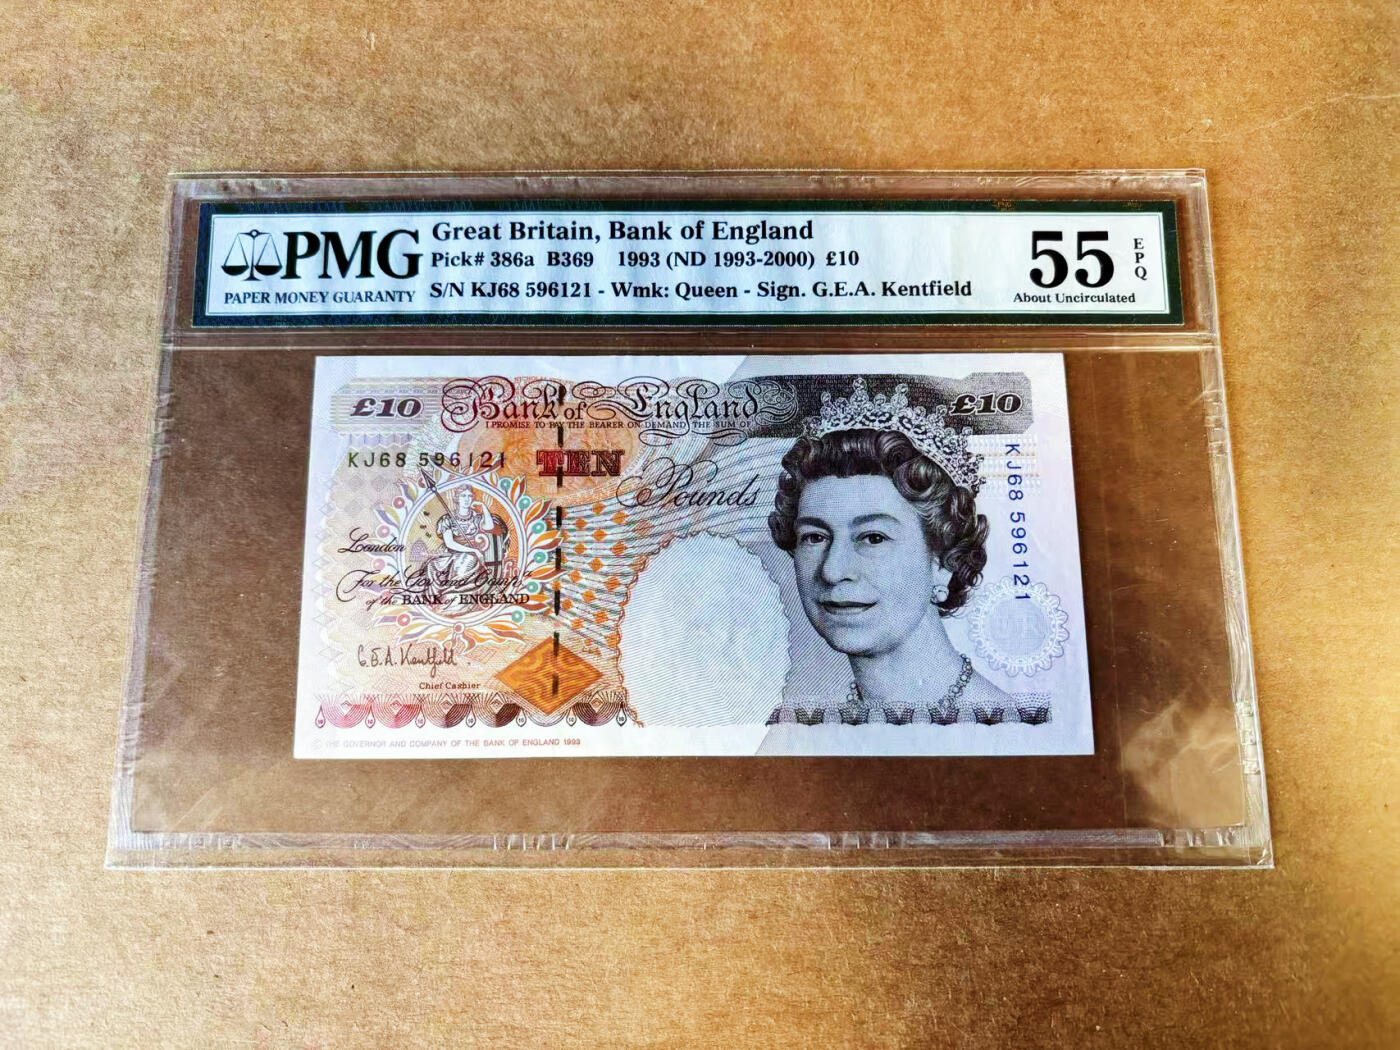 PMG
PAPER MONEY GUARANTY
Great Britain, Bank of England
Pick# 386a B369 1993 (ND 1993-2000) £10
S/N KJ68 596121 - Wmk: Queen - Sign. G.E.A. Kentfield
55
EPQ
About Uncirculated
£10
Bank of England
£10
I PROMISE TO PAY THE BEARER ON DEMAND THE SUM OF
KJ68 596121
TEN
Pounds
KJ68 596121
London
For the Gov. and Comp.
of the BANK of ENGLAND
G.E.A. Kentfield
Chief Cashier
© THE GOVERNOR AND COMPANY OF THE BANK OF ENGLAND 1993